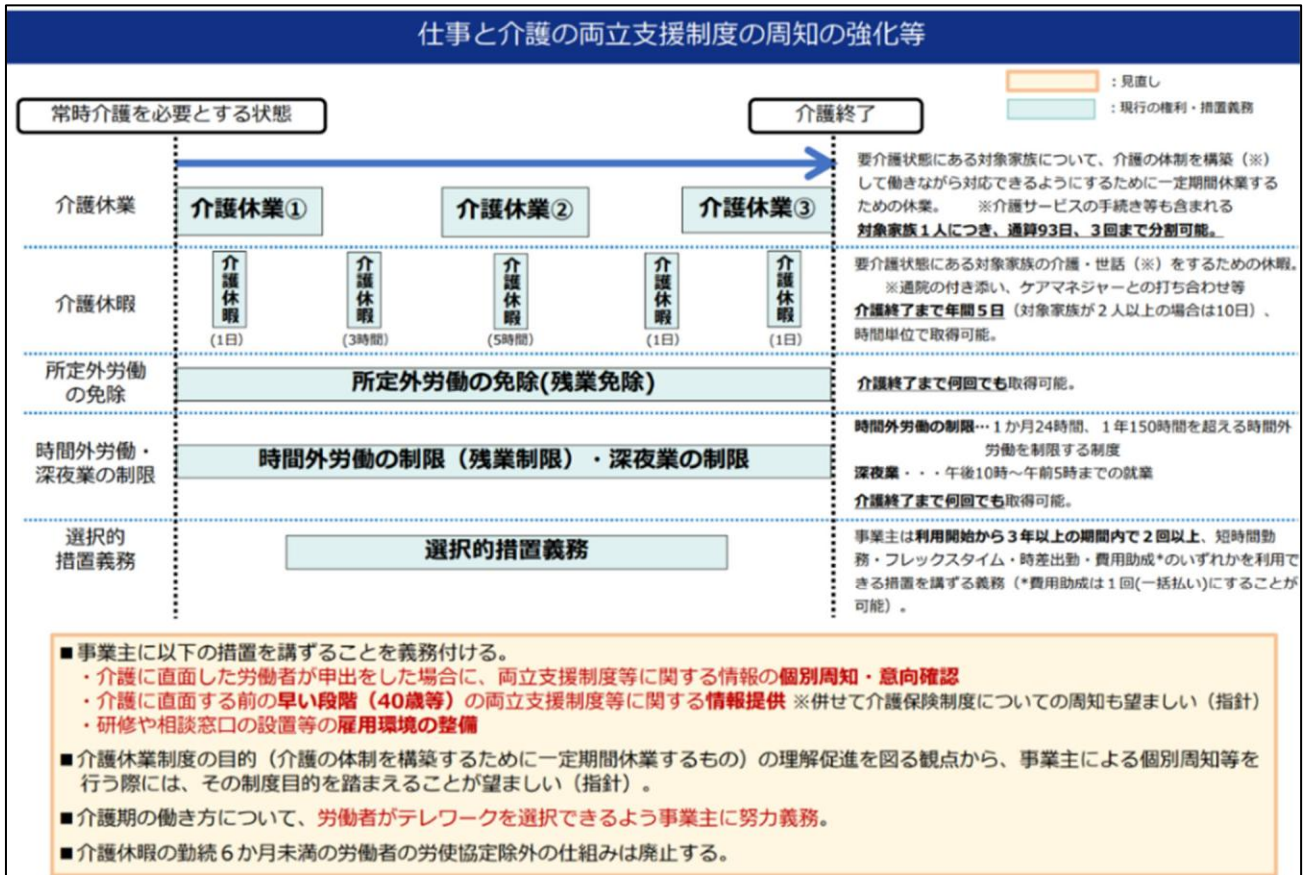 仕事と介護の両立支援制度の周知の強化等
：見直し
：現行の権利・措置義務
常時介護を必要とする状態
介護終了
介護休業
介護休業①
介護休業②
介護休業③
要介護状態にある対象家族について、介護の体制を構築（※）
して働きながら対応できるようにするために一定期間休業する
ための休業。　※介護サービスの手続き等も含まれる
対象家族１人につき、通算93日、３回まで分割可能。
介護休暇
介護休暇
(1日)
介護休暇
(3時間)
介護休暇
(5時間)
介護休暇
(1日)
介護休暇
(1日)
要介護状態にある対象家族の介護・世話（※）をするための休暇。
※通院の付き添い、ケアマネジャーとの打ち合わせ等
介護終了まで年間５日（対象家族が２人以上の場合は10日）、
時間単位で取得可能。
所定外労働
の免除
所定外労働の免除(残業免除)
介護終了まで何回でも取得可能。
時間外労働・
深夜業の制限
時間外労働の制限（残業制限）・深夜業の制限
時間外労働の制限…１か月24時間、１年150時間を超える時間外
労働を制限する制度
深夜業・・・午後10時～午前5時までの就業
介護終了まで何回でも取得可能。
選択的
措置義務
選択的措置義務
事業主は利用開始から３年以上の期間内で２回以上、短時間勤
務・フレックスタイム・時差出勤・費用助成*のいずれかを利用で
きる措置を講ずる義務（*費用助成は１回(一括払い)にすることが
可能）。
■事業主に以下の措置を講ずることを義務付ける。
・介護に直面した労働者が申出をした場合に、両立支援制度等に関する情報の個別周知・意向確認
・介護に直面する前の早い段階（40歳等）の両立支援制度等に関する情報提供 ※併せて介護保険制度についての周知も望ましい（指針）
・研修や相談窓口の設置等の雇用環境の整備
■介護休業制度の目的（介護の体制を構築するために一定期間休業するもの）の理解促進を図る観点から、事業主による個別周知等を
行う際には、その制度目的を踏まえることが望ましい（指針）。
■介護期の働き方について、労働者がテレワークを選択できるよう事業主に努力義務。
■介護休暇の勤続６か月未満の労働者の労使協定除外の仕組みは廃止する。